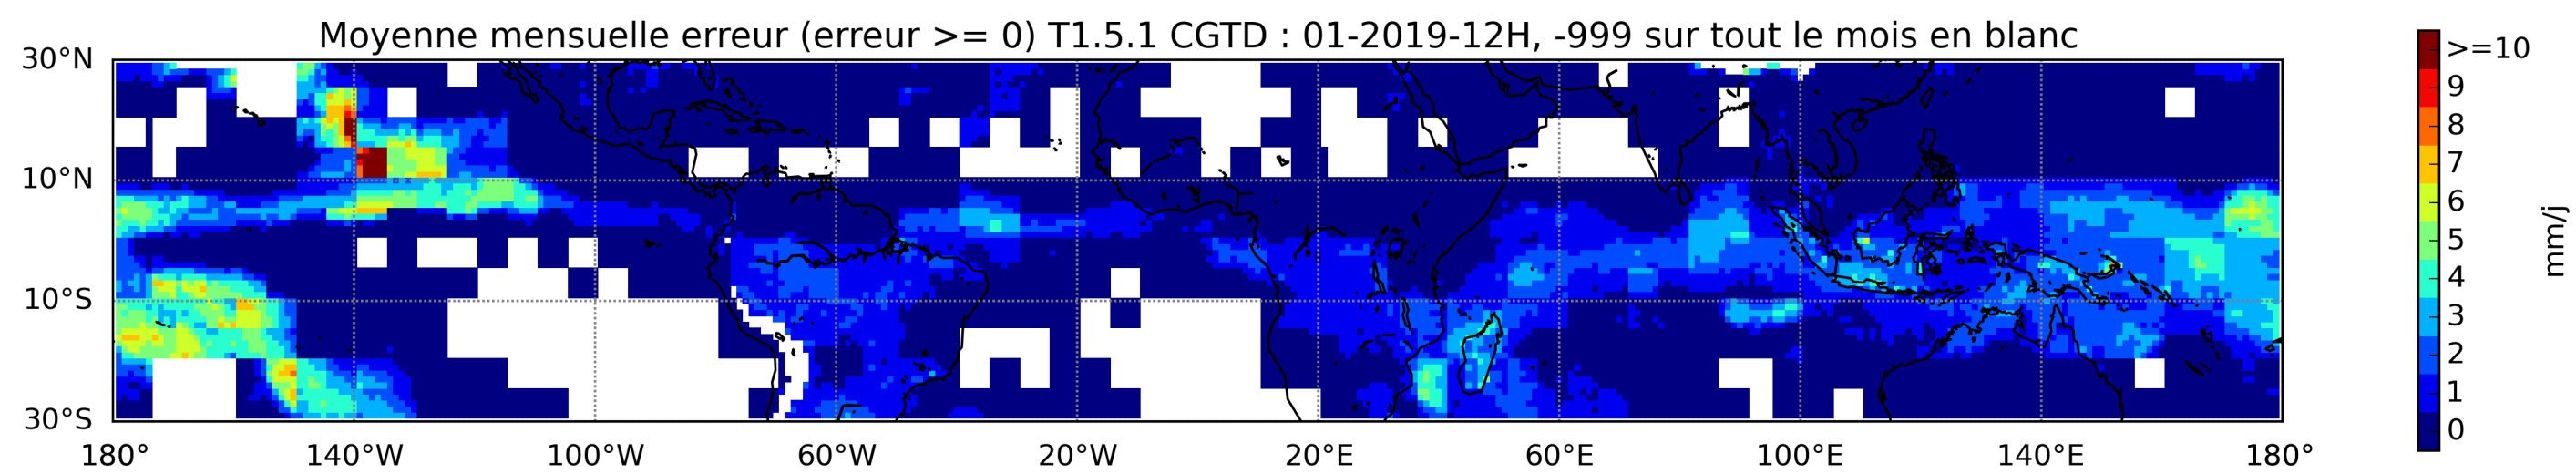 Moyenne mensuelle erreur (erreur >= 0) T1.5.1 CGTD : 01-2019-12H, -999 sur tout le mois en blanc
30°N
10°N
10°S
30°S
180° 140°W 100°W 60°W 20°W 20°E 60°E 100°E 140°E 180°
>=10
9
8
7
6
5
4
3
2
1
0
mm/j